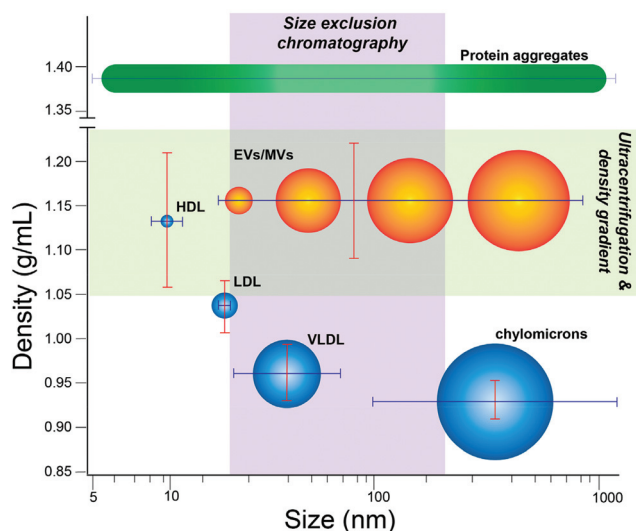 Size exclusion
chromatography
Protein aggregates
1.40
1.35
1.20
EVs/MVs
HDL
1.15
1.10
1.05
LDL
1.00
VLDL
chylomicrons
0.95
0.90
0.85
Density (g/mL)
Ultracentrifugation &
density gradient
5
10
100
1000
Size (nm)